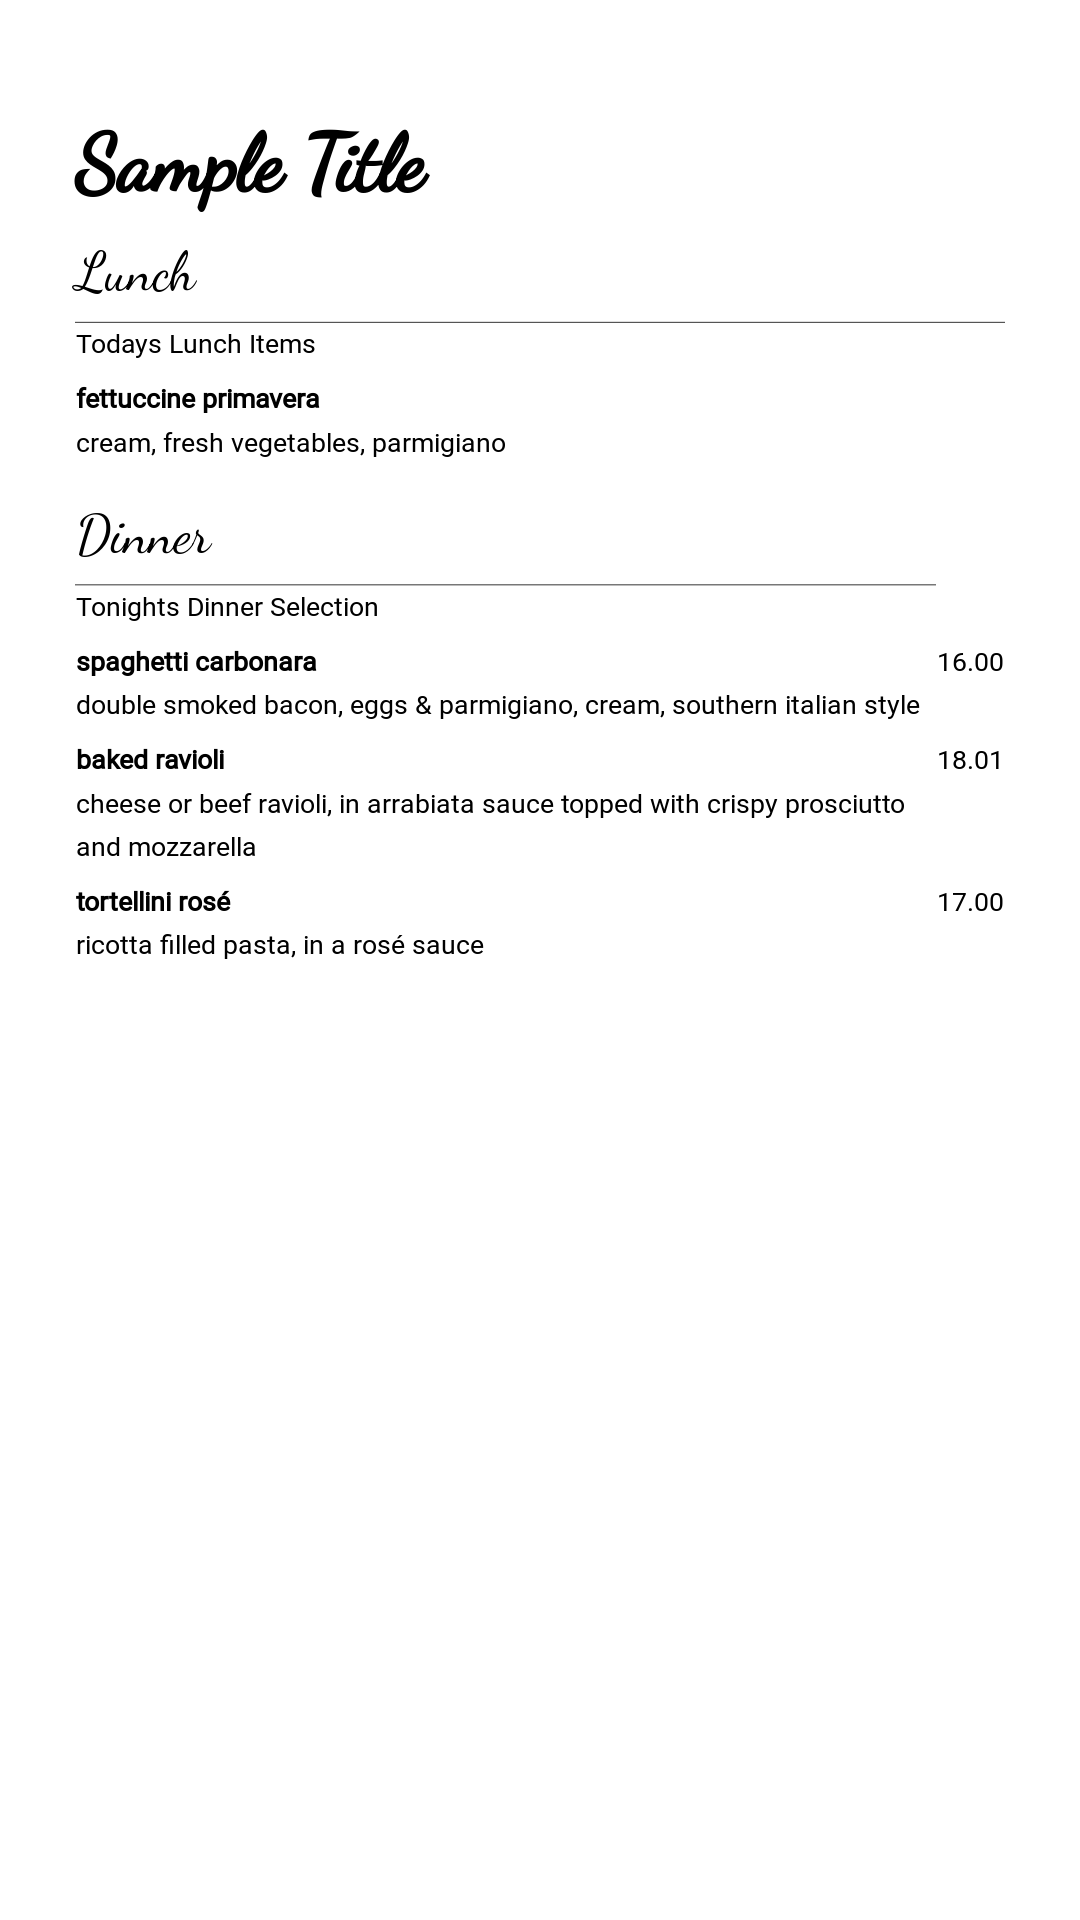 Sample Title
Lunch
Todays Lunch Items
fettuccine primavera
cream, fresh vegetables, parmigiano
Dinner
Tonights Dinner Selection
spaghetti carbonara 16.00
double smoked bacon, eggs & parmigiano, cream, southern italian style
baked ravioli 18.01
cheese or beef ravioli, in arrabiata sauce topped with crispy prosciutto
and mozzarella
tortellini rosé 17.00
ricotta filled pasta, in a rosé sauce